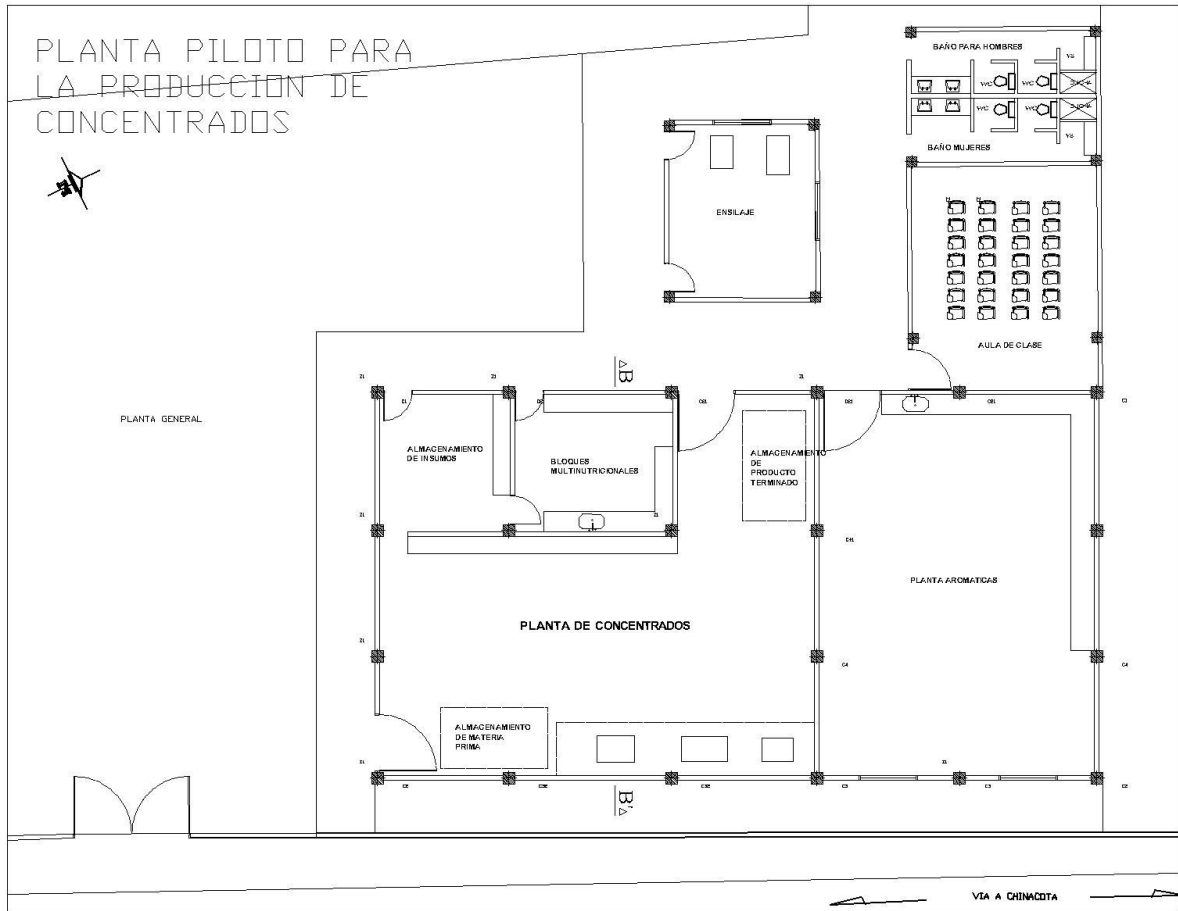 PLANTA PILOTO PARA
LA PRODUCCION DE
CONCENTRADOS
BAÑO PARA HOMBRES
VS
WC
WC
WC
WC
VS
BAÑO MUJERES
ENSILAJE
AULA DE CLASE
B
PLANTA GENERAL
ALMACENAMIENTO
DE INSUMOS
BLOQUES
MULTINUTRICIONALES
ALMACENAMIENTO
DE
PRODUCTO
TERMINADO
PLANTA AROMATICAS
PLANTA DE CONCENTRADOS
ALMACENAMIENTO
DE MATERIA
PRIMA
B'
VIA A CHINACOTA